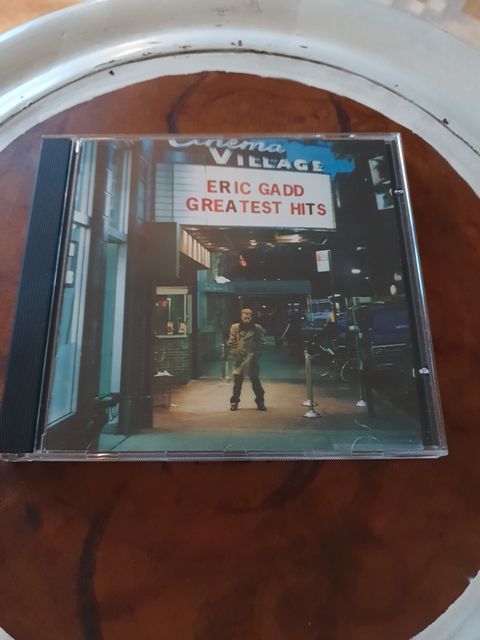 Cinema
VILLAGE
ERIC GADD
GREATEST HITS